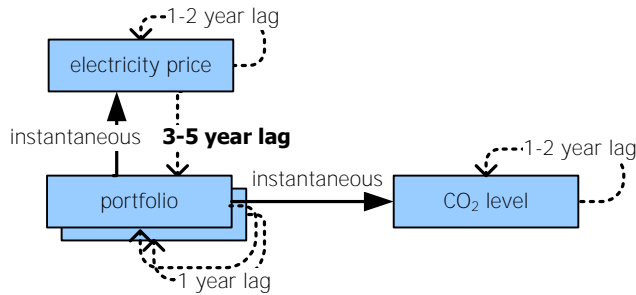 1-2 year lag
electricity price
instantaneous
3-5 year lag
instantaneous
1-2 year lag
portfolio
CO₂ level
1 year lag